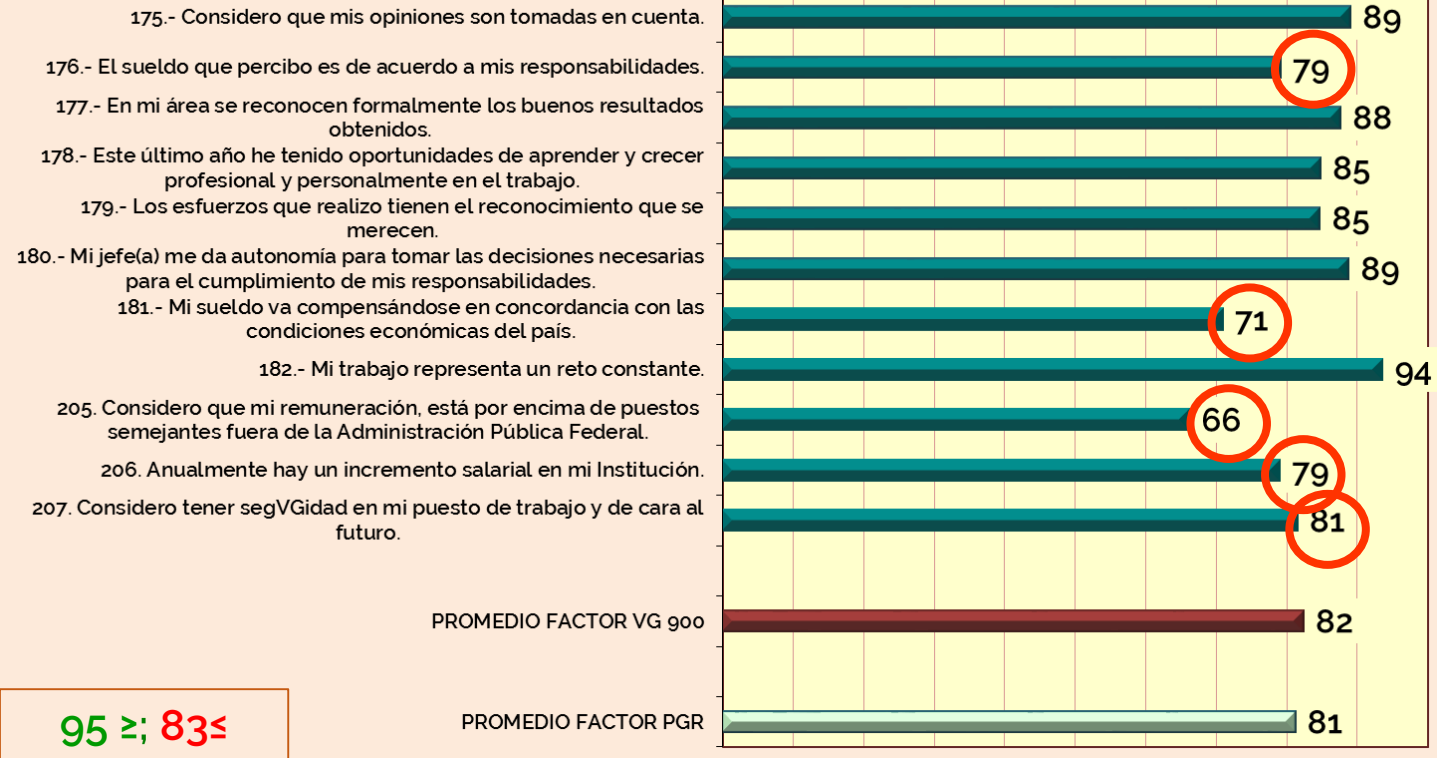 175.- Considero que mis opiniones son tomadas en cuenta.
89
176.- El sueldo que percibo es de acuerdo a mis responsabilidades.
79
177.- En mi área se reconocen formalmente los buenos resultados
obtenidos.
88
178.- Este último año he tenido oportunidades de aprender y crecer
profesional y personalmente en el trabajo.
85
179.- Los esfuerzos que realizo tienen el reconocimiento que se
merecen.
85
180.- Mi jefe(a) me da autonomía para tomar las decisiones necesarias
para el cumplimiento de mis responsabilidades.
89
181.- Mi sueldo va compensándose en concordancia con las
condiciones económicas del país.
71
182.- Mi trabajo representa un reto constante.
94
205. Considero que mi remuneración, está por encima de puestos
semejantes fuera de la Administración Pública Federal.
66
206. Anualmente hay un incremento salarial en mi Institución.
79
207. Considero tener segVGidad en mi puesto de trabajo y de cara al
futuro.
81
PROMEDIO FACTOR VG 900
82
PROMEDIO FACTOR PGR
81
95 ≥; 83≤